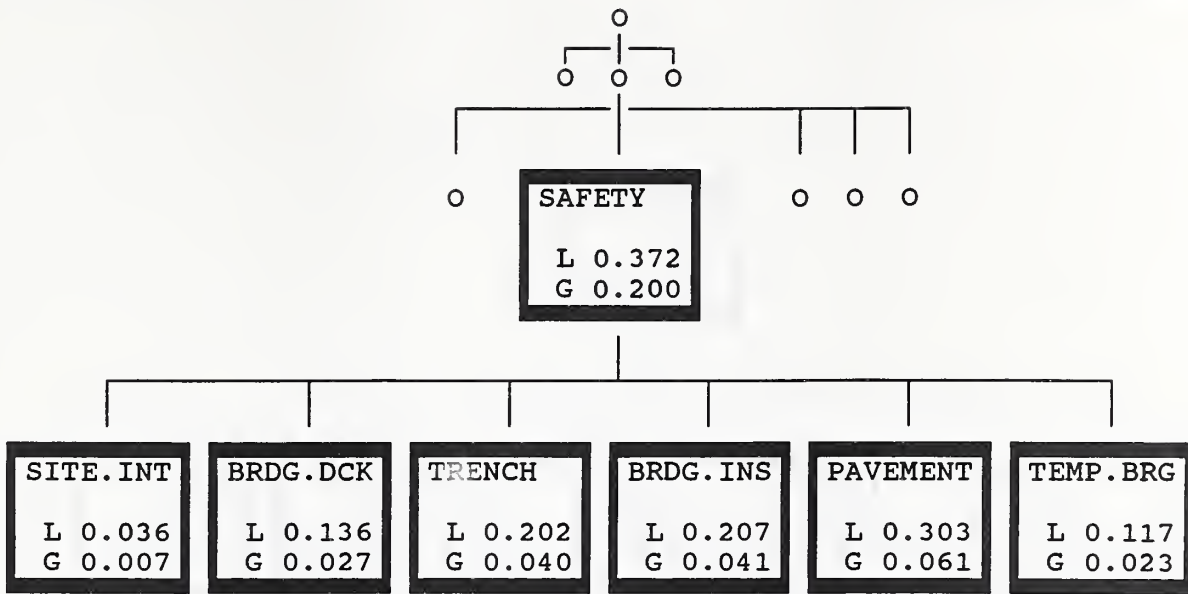 SAFETY
L 0.372
G 0.200
SITE.INT
L 0.036
G 0.007
BRDG.DCK
L 0.136
G 0.027
TRENCH
L 0.202
G 0.040
BRDG.INS
L 0.207
G 0.041
PAVEMENT
L 0.303
G 0.061
TEMP.BRG
L 0.117
G 0.023